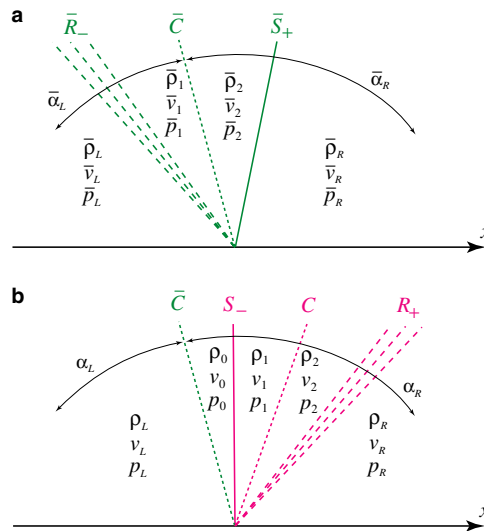 a
R̄₋ C̄ S̄₊
ᾱ_L ρ̄₁ ρ̄₂ ᾱ_R
v̄₁ v̄₂
p̄₁ p̄₂
ρ̄_L ρ̄_R
v̄_L v̄_R
p̄_L p̄_R
x
b
C̄ S₋ C R₊
α_L ρ₀ ρ₁ ρ₂ α_R
v₀ v₁ v₂
p₀ p₁ p₂
ρ_L ρ_R
v_L v_R
p_L p_R
x